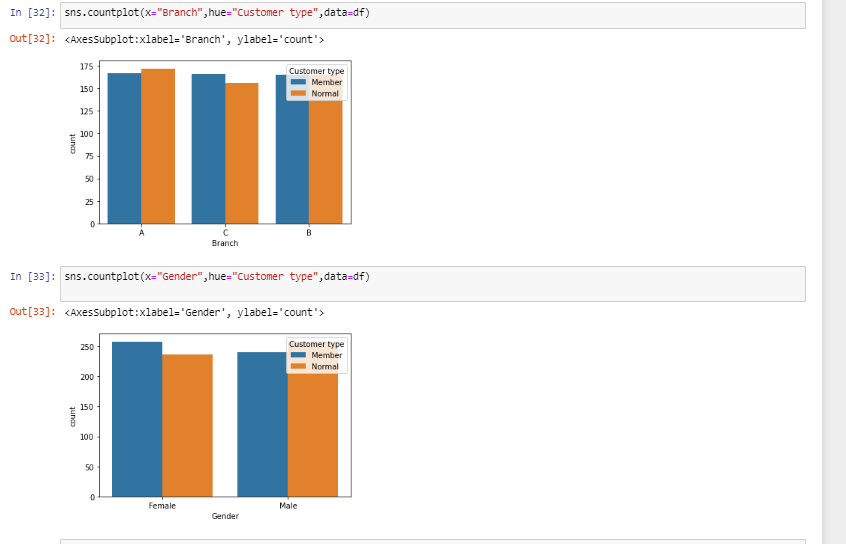 In [32]: sns.countplot(x="Branch",hue="Customer type",data=df)
Out[32]: <AxesSubplot:xlabel='Branch', ylabel='count'>
175
150
125
100
75
50
25
0
count
Customer type
Member
Normal
A C B
Branch
In [33]: sns.countplot(x="Gender",hue="Customer type",data=df)
Out[33]: <AxesSubplot:xlabel='Gender', ylabel='count'>
250
200
150
100
50
0
count
Customer type
Member
Normal
Female Male
Gender